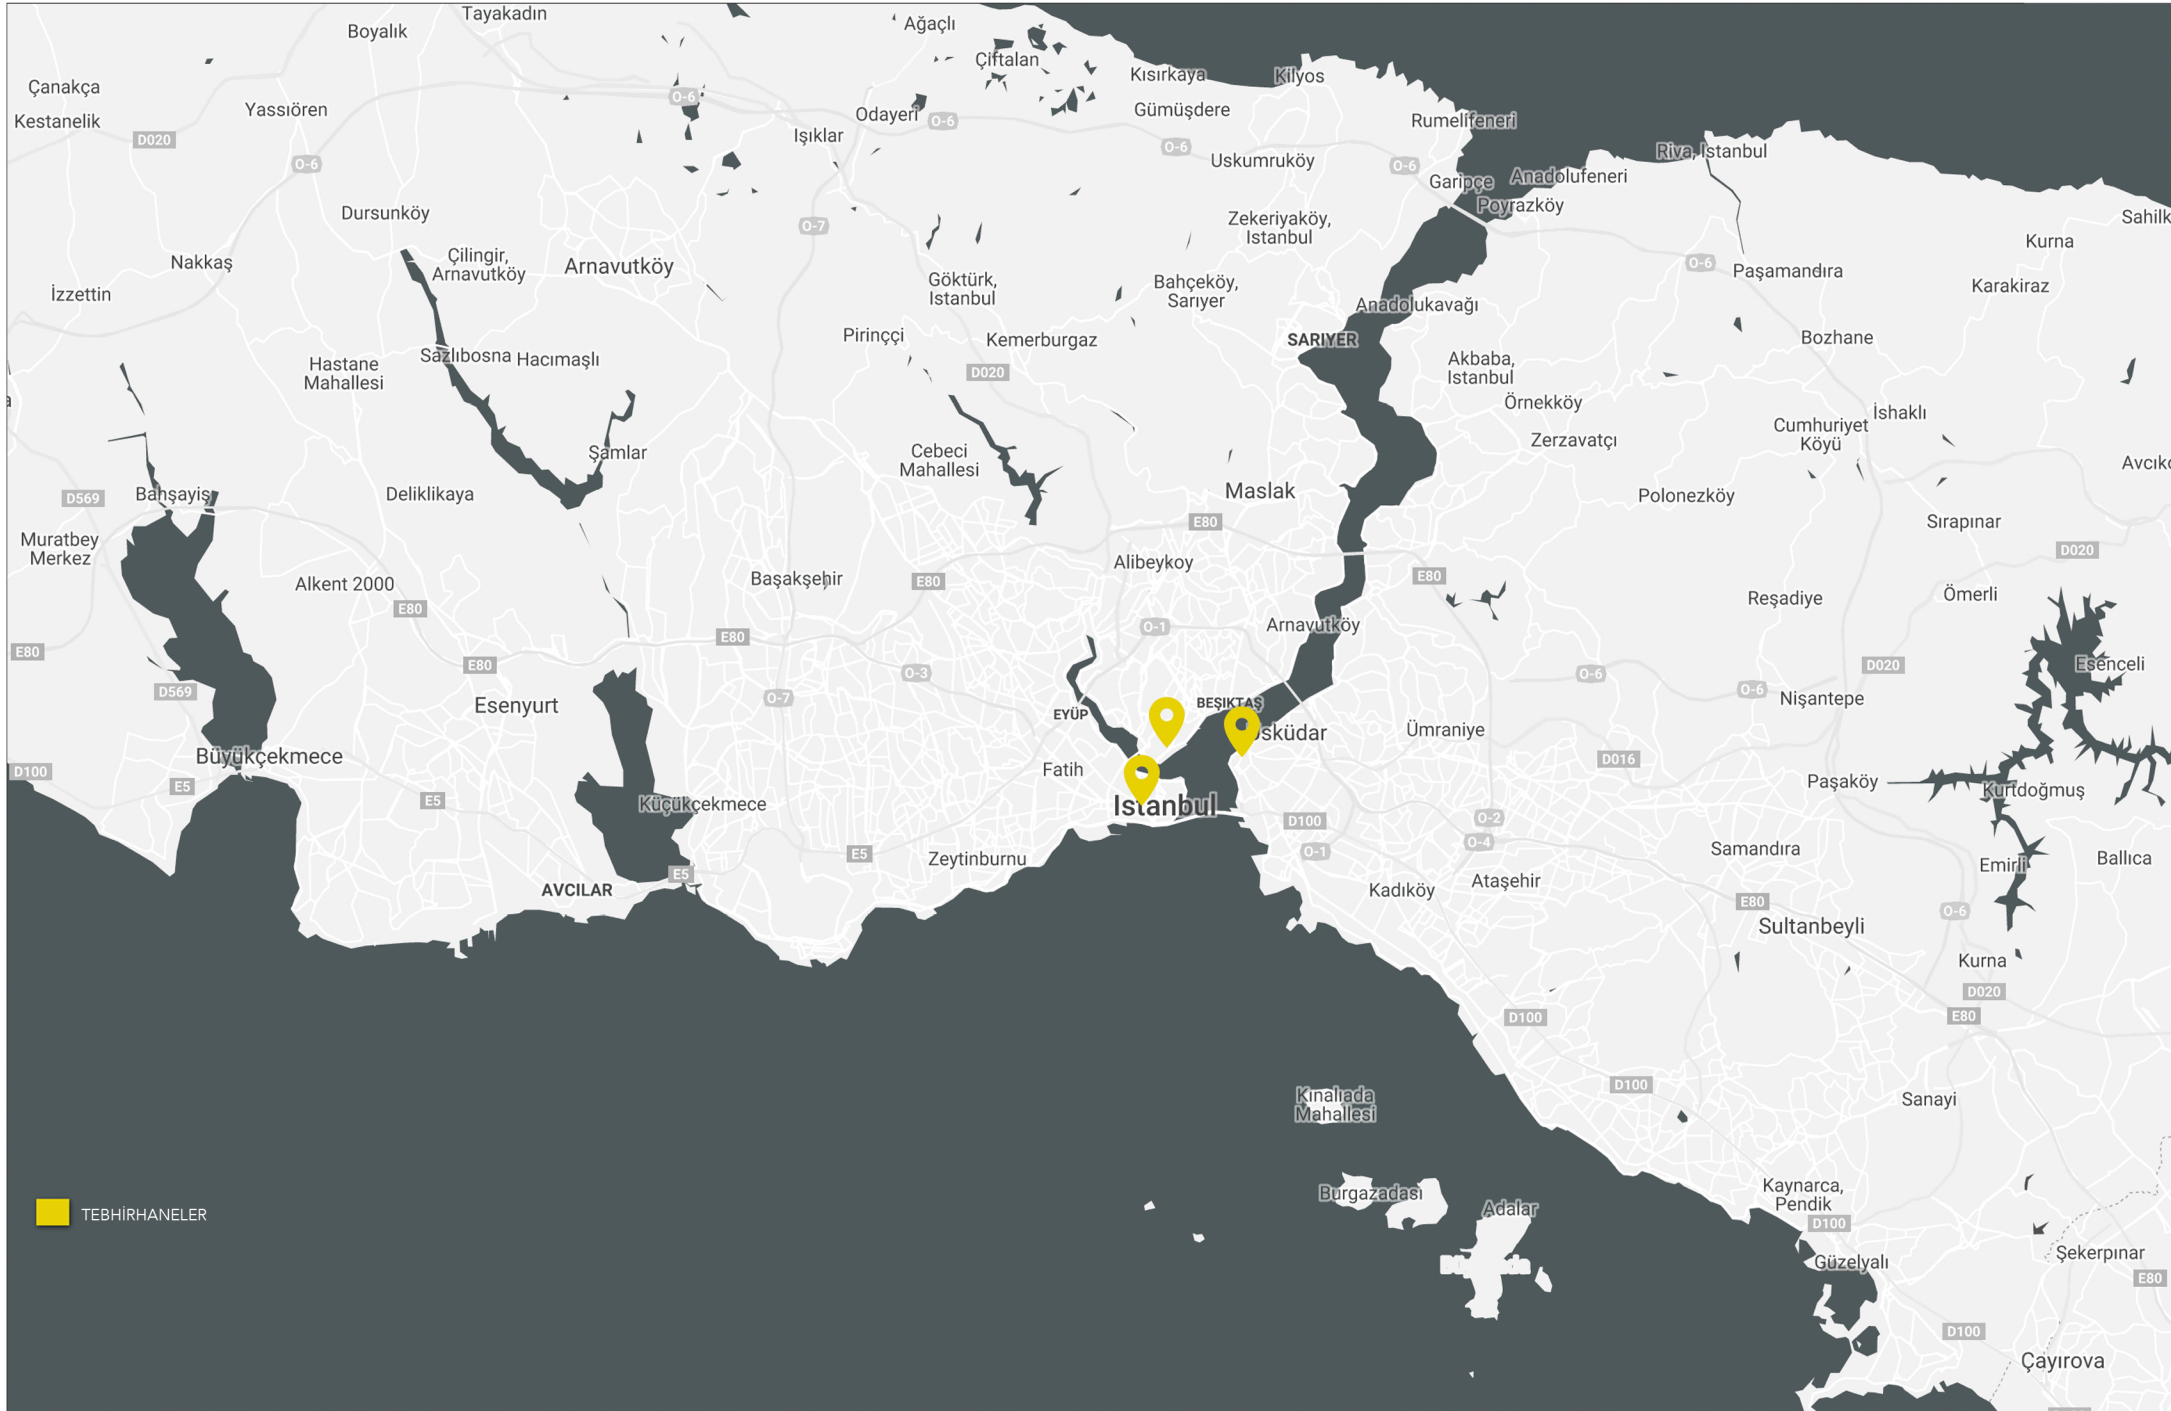 Tayakadın
Boyalık
Ağaçlı
Çiftalan
Kısırkaya
Kilyos
Çanakça
Kestanelik
Yassıören
O-6
D020
O-6
Odayeri
O-6
Işıklar
Gümüşdere
O-6
Uskumruköy
Rumelifeneri
O-6
Garipçe
Anadolufeneri
Poyrazköy
Riva, İstanbul
Dursunköy
O-7
Zekeriyaköy,
Istanbul
Sahilk
Kurna
Nakkaş
Çilingir,
Arnavutköy
Arnavutköy
O-6
Paşamandıra
İzzettin
Göktürk,
Istanbul
Bahçeköy,
Sarıyer
Anadolukavağı
Karakiraz
Pirinççi
Kemerburgaz
SARIYER
Bozhane
Hastane
Mahallesi
Sazlıbosna
Hacımaşlı
D020
Akbaba,
Istanbul
Örnekköy
İshaklı
Cumhuriyet
Köyü
Zerzavatçı
Şamlar
Cebeci
Mahallesi
Avcıko
D569
Bahşayiş
Deliklikaya
Maslak
Polonezköy
Muratbey
Merkez
E80
Sırapınar
D020
Alibeykoy
Başakşehir
E80
E80
Alkent 2000
E80
Reşadiye
Ömerli
O-1
Arnavutköy
E80
E80
E80
Esenceli
D020
D569
O-3
O-6
O-6
Nişantepe
Esenyurt
O-7
EYÜP
BEŞIKTAŞ
Üsküdar
Ümraniye
Büyükçekmece
D100
E5
Fatih
D016
Paşaköy
Kurtdoğmuş
E5
Küçükçekmece
Istanbul
D100
O-2
O-4
O-1
Zeytinburnu
E5
E5
Samandıra
Emirli
Ballıca
AVCILAR
Kadıköy
Ataşehir
E80
O-6
Sultanbeyli
Kurna
D020
E80
D100
D100
Sanayi
Kınalıada
Mahallesi
Burgazadası
Adalar
Kaynarca,
Pendik
D100
TEBHİRHANELER
Güzelyalı
Şekerpınar
E80
D100
Çayırova